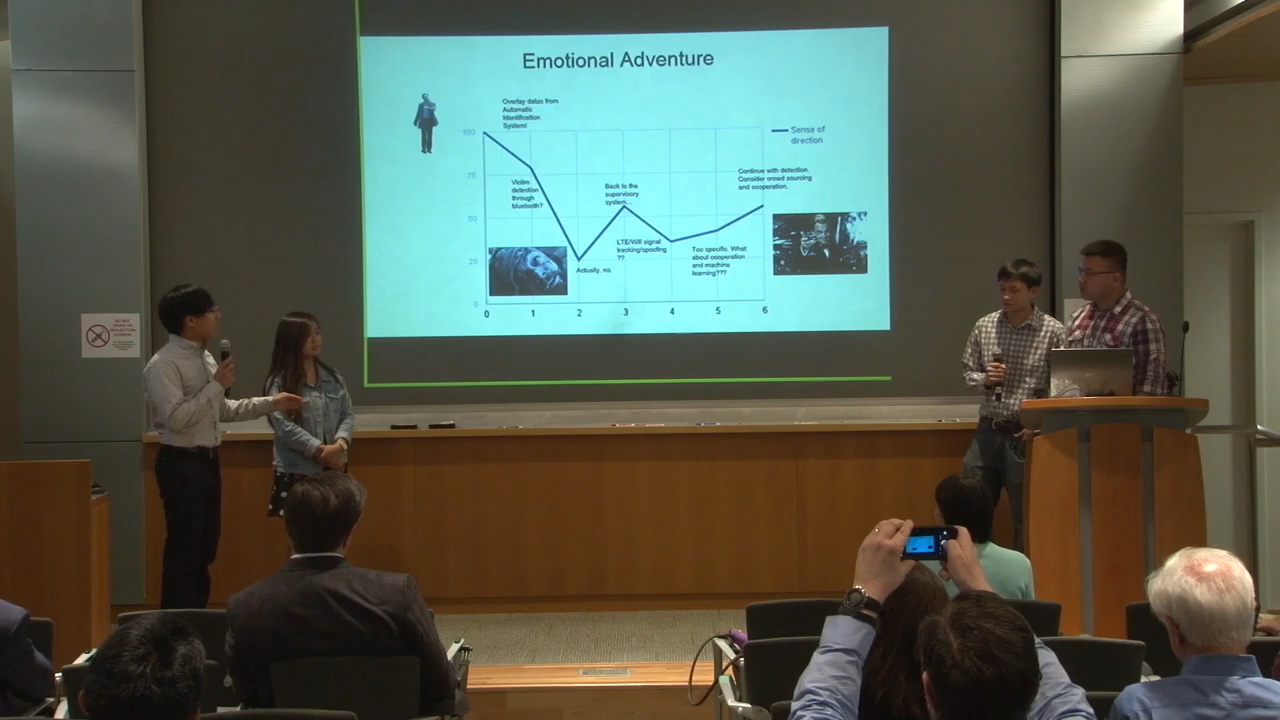 Emotional Adventure
Overlay datas from
Automatic
Identification
System!
100
75
50
25
0
Sense of
direction
Victim
detection
through
bluetooth?
Back to the
supervisory
system...
Continue with detection.
Consider crowd sourcing
and cooperation.
LTE/Wifi signal
tracking/spoofing
??
Actually, no.
Too specific. What
about cooperation
and machine
learning???
0 1 2 3 4 5 6
DO NOT